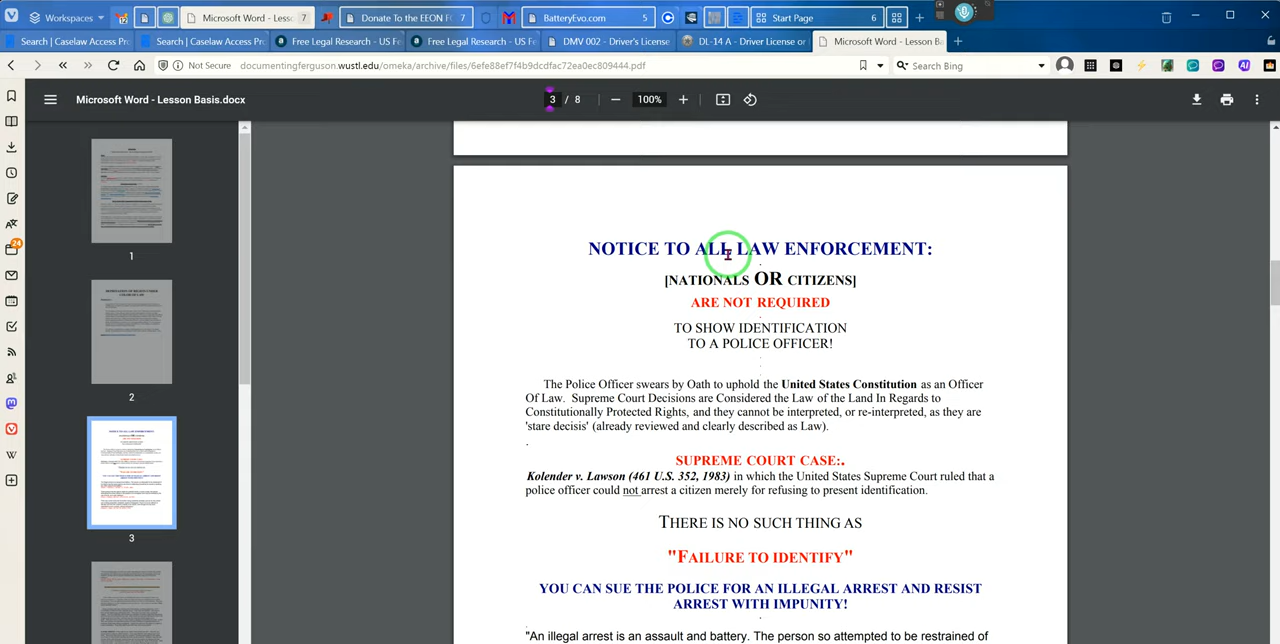 Workspaces
Microsoft Word - Lesso 7
Donate To the EEON FO 7
BatteryEvo.com 5
Start Page 6
Search | Caselaw Access Pr
Search | Caselaw Access Pro
Free Legal Research - US Fe
Free Legal Research - US Fe
DMV 002 - Driver's License
DL-14 A - Driver License or
Microsoft Word - Lesson Ba
Not Secure documentingferguson.wustl.edu/omeka/archive/files/6efe88ef7f4b9dcdfac72ea0ec809444.pdf
Search Bing
Microsoft Word - Lesson Basis.docx
3 / 8
100%
24
1
2
3
NOTICE TO ALL LAW ENFORCEMENT:
[NATIONALS OR CITIZENS]
ARE NOT REQUIRED
TO SHOW IDENTIFICATION
TO A POLICE OFFICER!
The Police Officer swears by Oath to uphold the United States Constitution as an Officer
Of Law. Supreme Court Decisions are Considered the Law of the Land In Regards to
Constitutionally Protected Rights, and they cannot be interpreted, or re-interpreted, as they are
'stare decisis' (already reviewed and clearly described as Law).
.
SUPREME COURT CASE:.
Kolender v. Lawson (461 U.S. 352, 1983) in which the United States Supreme Court ruled that a
police officer could not arrest a citizen merely for refusing to present identification.
THERE IS NO SUCH THING AS
"FAILURE TO IDENTIFY"
YOU CAN SUE THE POLICE FOR AN ILLEGAL ARREST AND RESIST
ARREST WITH IMPUNITY!
"An illegal arrest is an assault and battery. The person so attempted to be restrained of